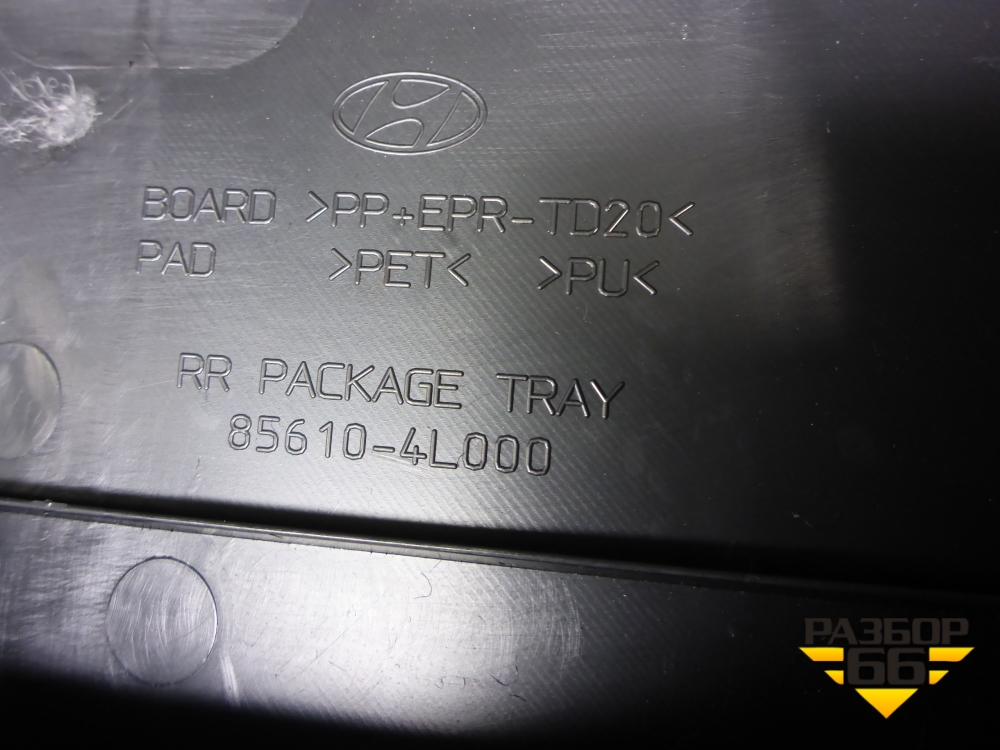 BOARD >PP+EPR-TD20<
PAD >PET< >PU<
RR PACKAGE TRAY
85610-4L000
РАЗБОР
66